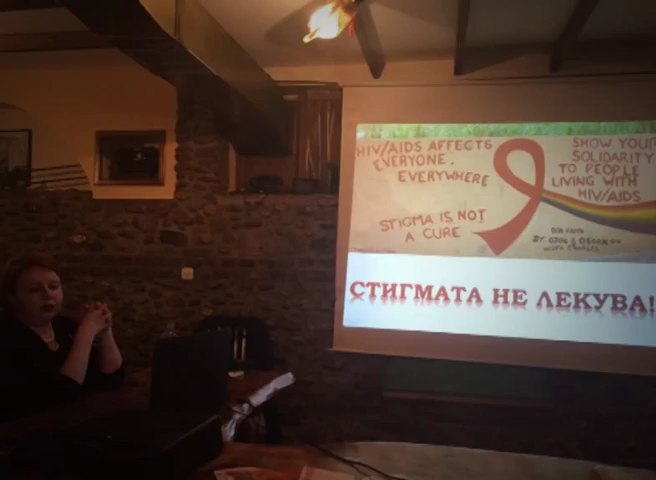 HIV/AIDS AFFECTS
EVERYONE.
EVERYWHERE
SHOW YOUR
SOLIDARITY
TO PEOPLE
LIVING WITH
HIV/AIDS
STIGMA IS NOT
A CURE
СТИГМАТА НЕ ЛЕКУВА!